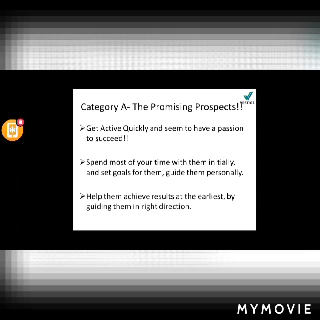 Category A- The Promising Prospects!!
➢Get Active Quickly and seem to have a passion
to succeed!!
➢Spend most of your time with them initially,
and set goals for them, guide them personally.
➢Help them achieve results at the earliest, by
guiding them in right direction.
MYMOVIE